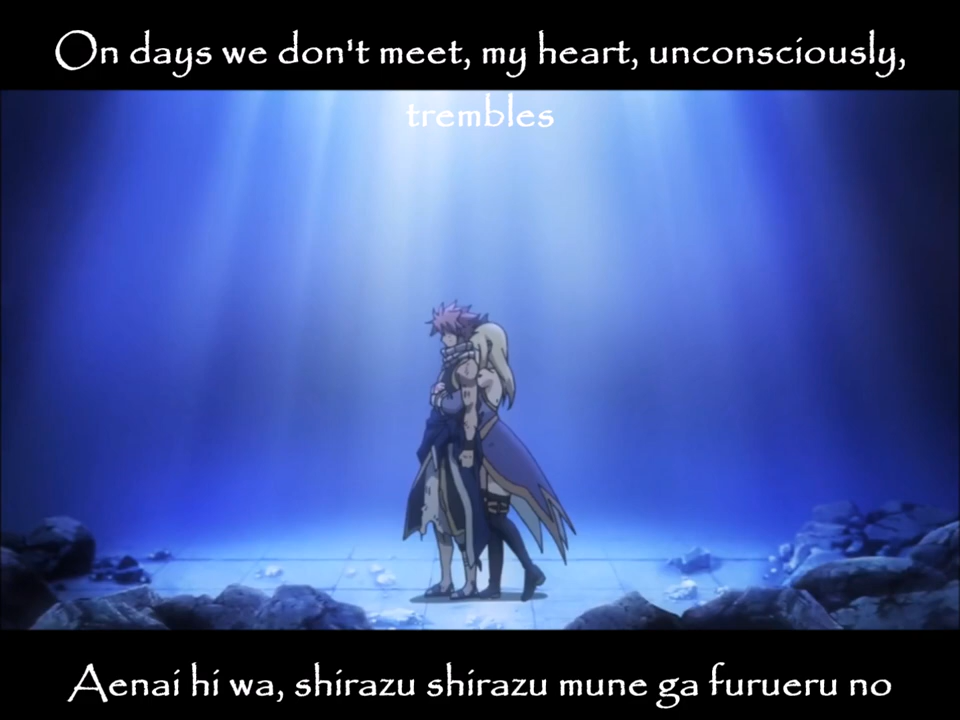 On days we don't meet, my heart, unconsciously,
trembles
Aenai hi wa, shirazu shirazu mune ga furueru no